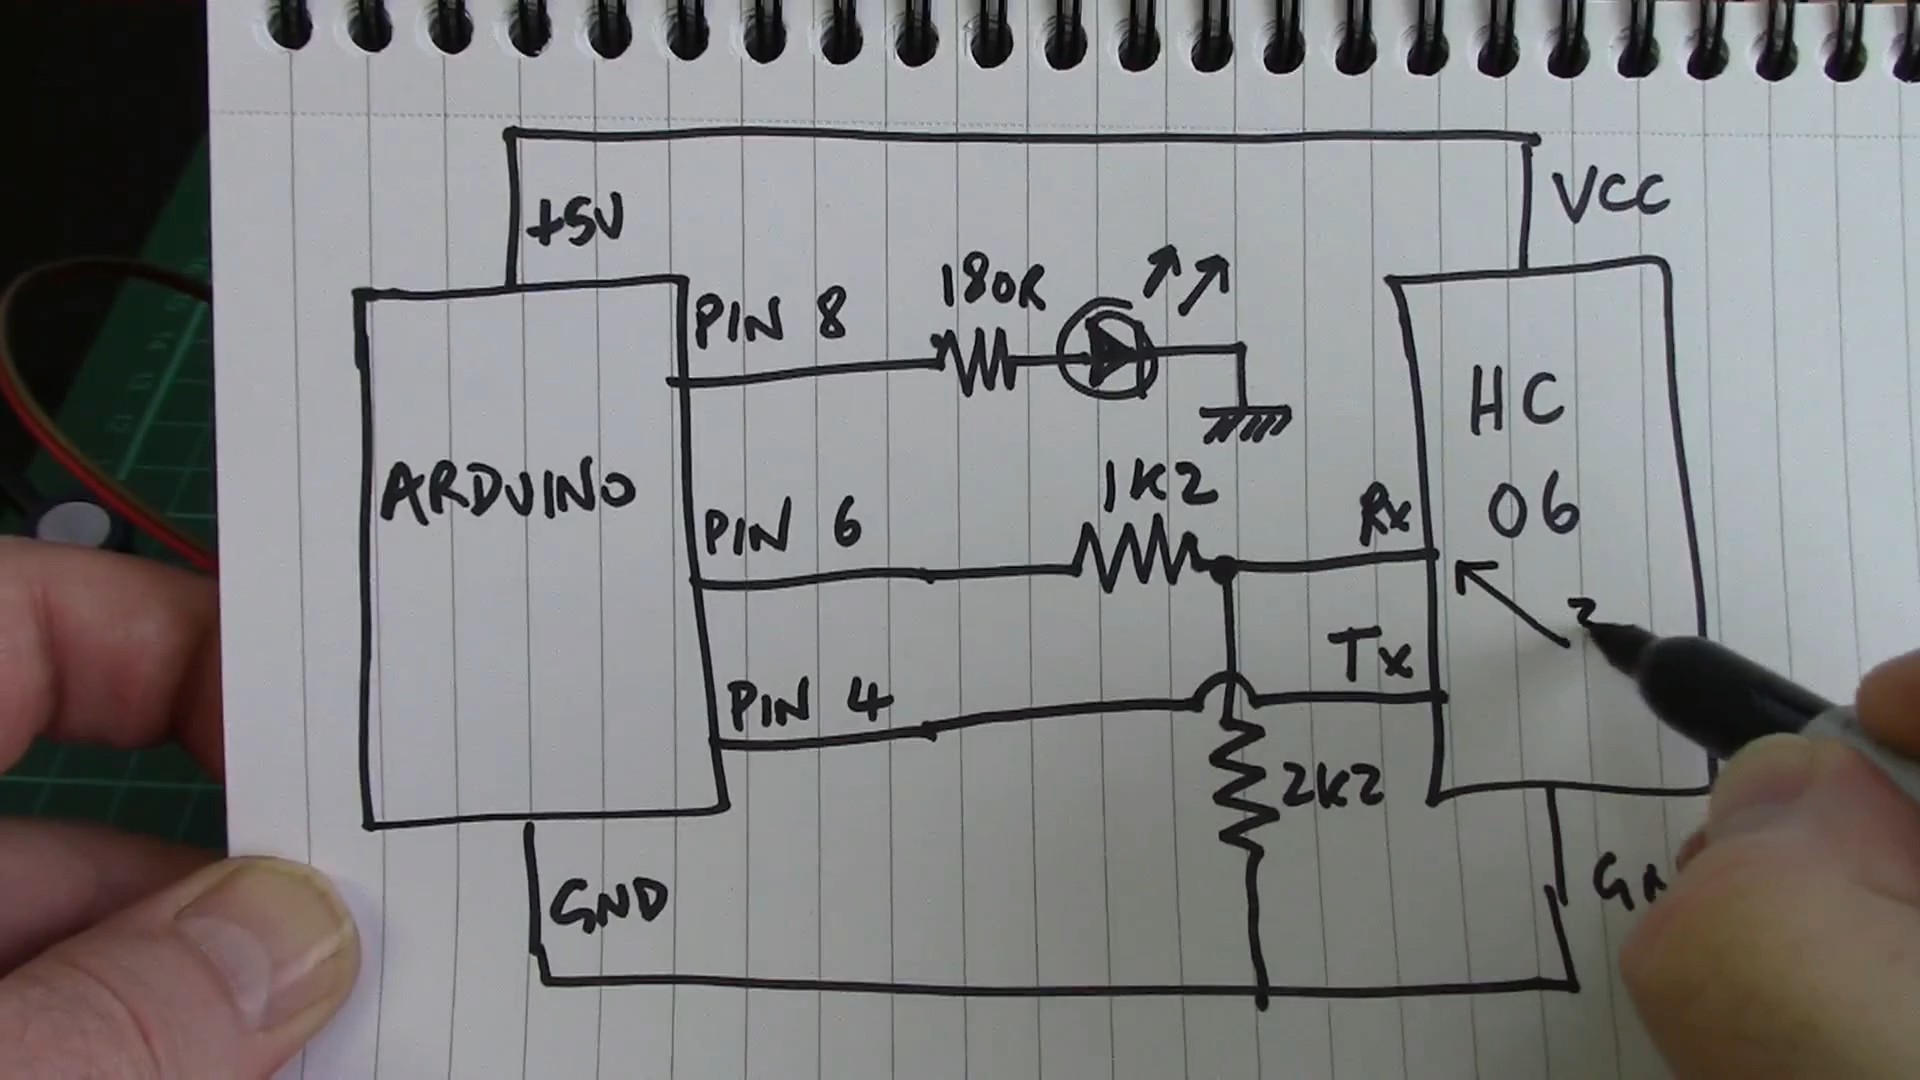 +5V
VCC
PIN 8
180R
HC
06
ARDUINO
1K2
PIN 6
Rx
Tx
PIN 4
2K2
GND